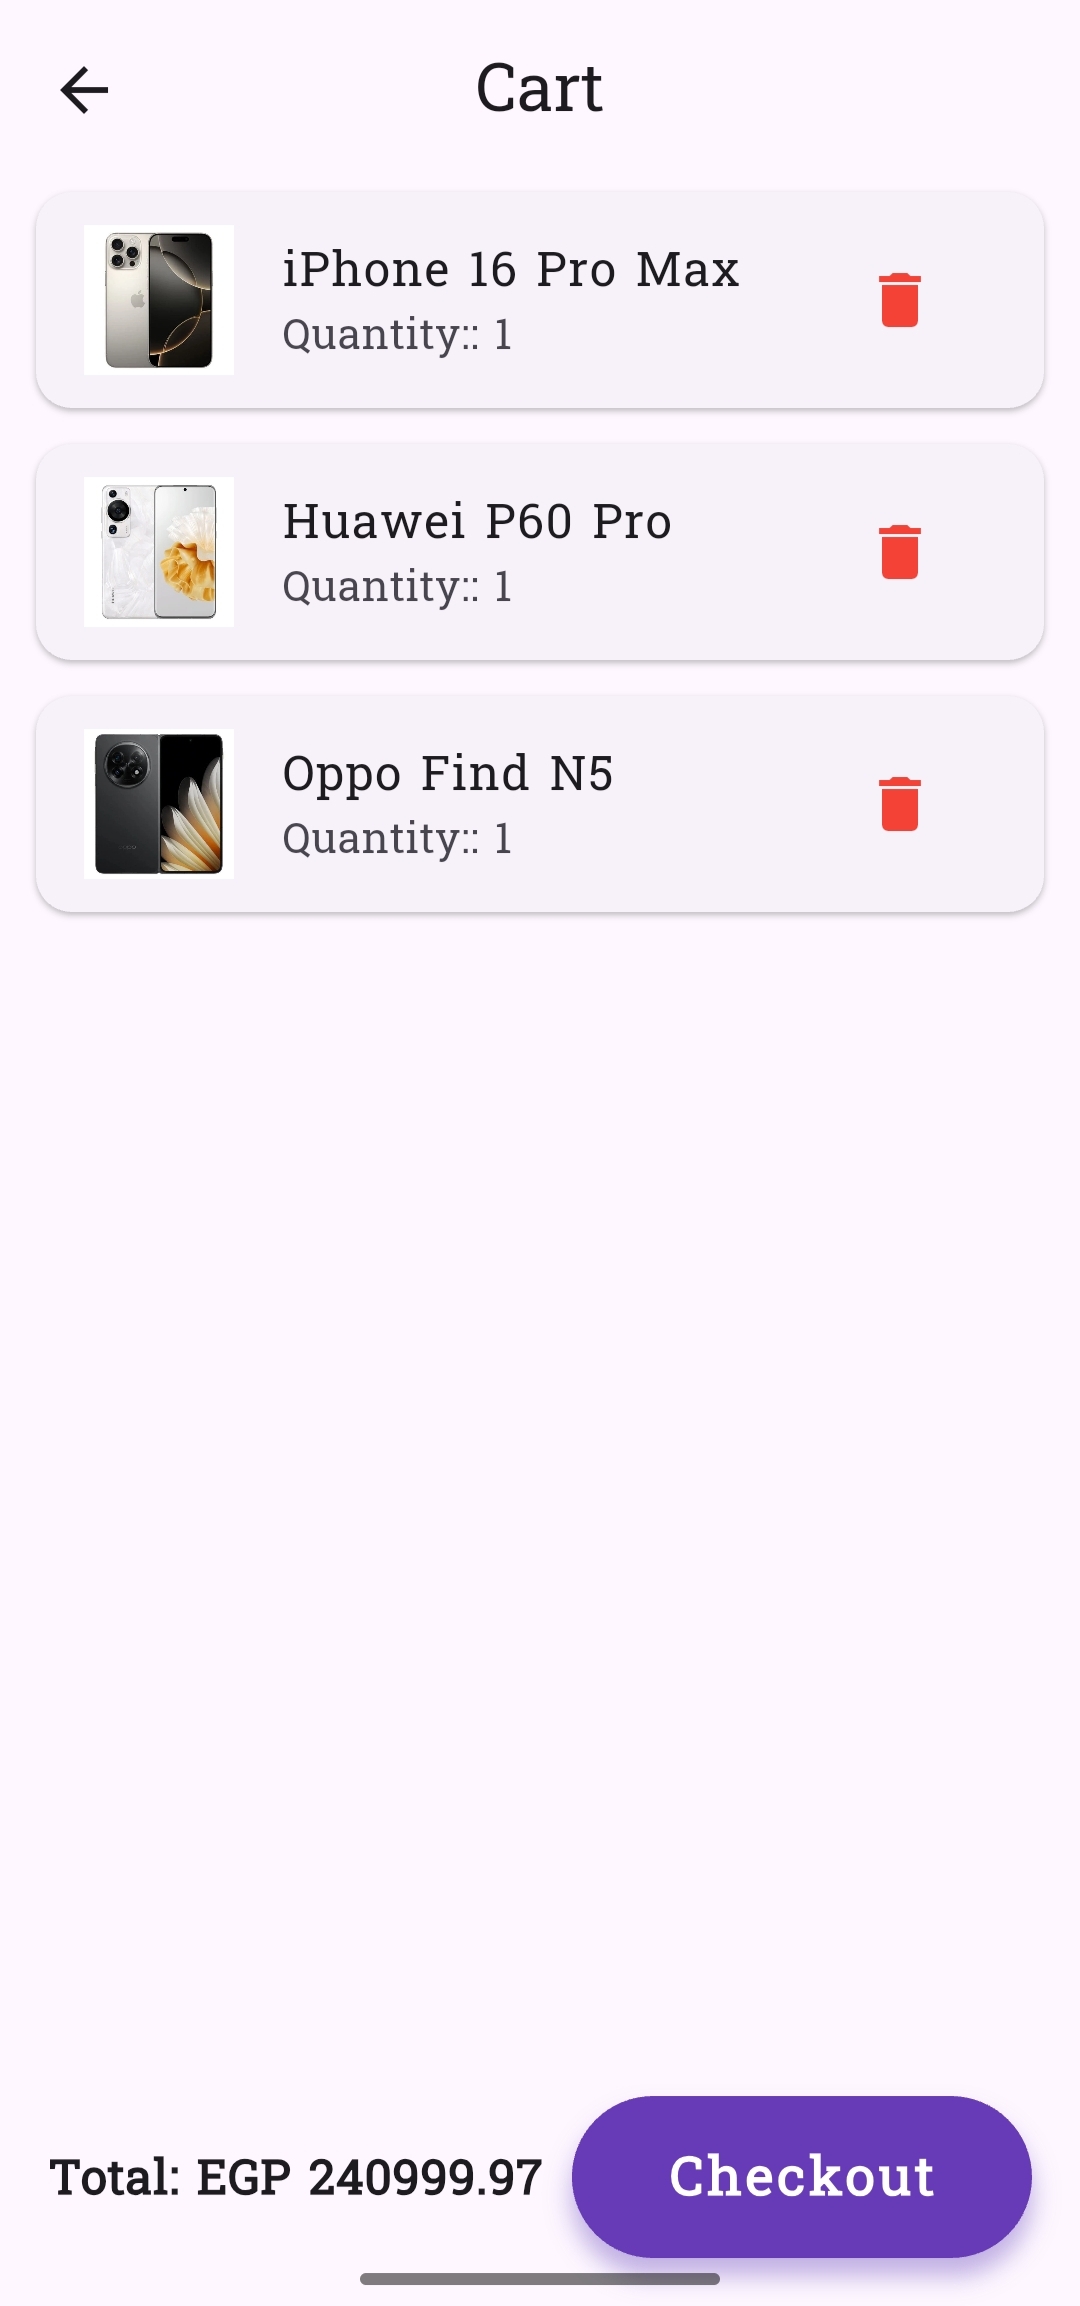 Cart
iPhone 16 Pro Max
Quantity:: 1
Huawei P60 Pro
Quantity:: 1
Oppo Find N5
Quantity:: 1
Total: EGP 240999.97
Checkout